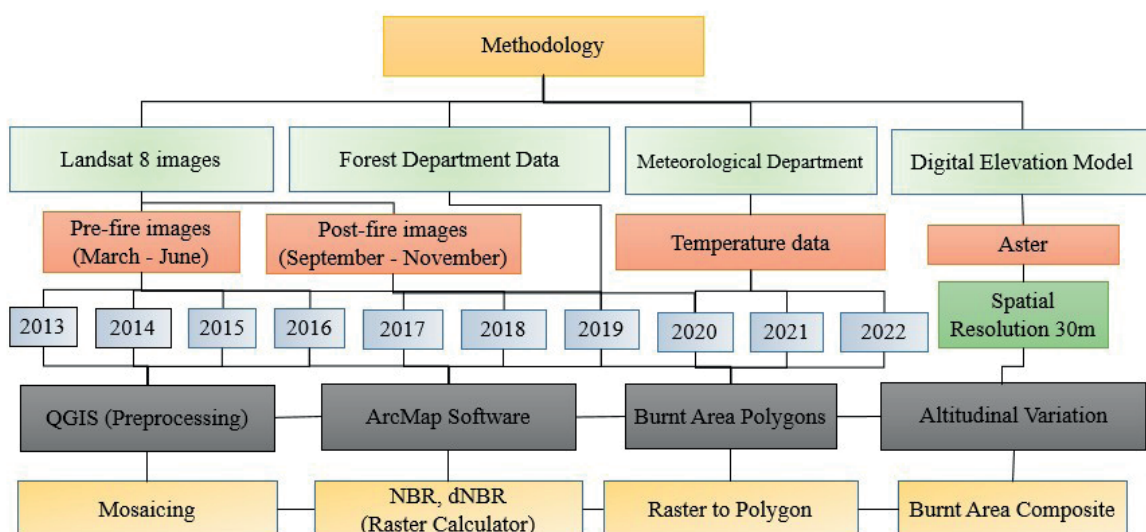 Methodology
Landsat 8 images
Forest Department Data
Meteorological Department
Digital Elevation Model
Pre-fire images
(March - June)
Post-fire images
(September - November)
Temperature data
Aster
2013
2014
2015
2016
2017
2018
2019
2020
2021
2022
Spatial
Resolution 30m
QGIS (Preprocessing)
ArcMap Software
Burnt Area Polygons
Altitudinal Variation
Mosaicing
NBR, dNBR
(Raster Calculator)
Raster to Polygon
Burnt Area Composite